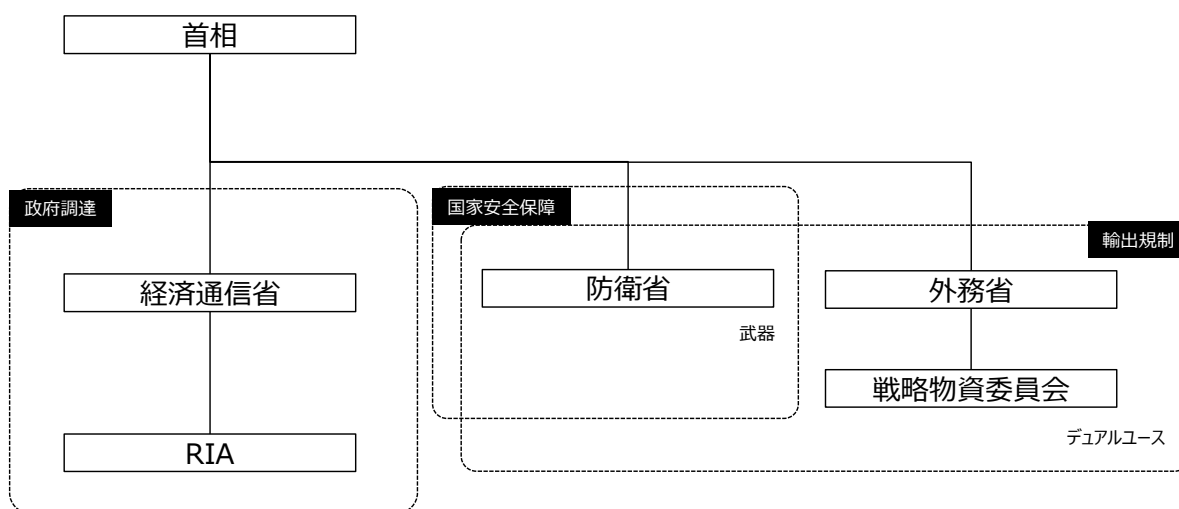 首相
政府調達
国家安全保障
輸出規制
経済通信省
防衛省
外務省
武器
戦略物資委員会
デュアルユース
RIA